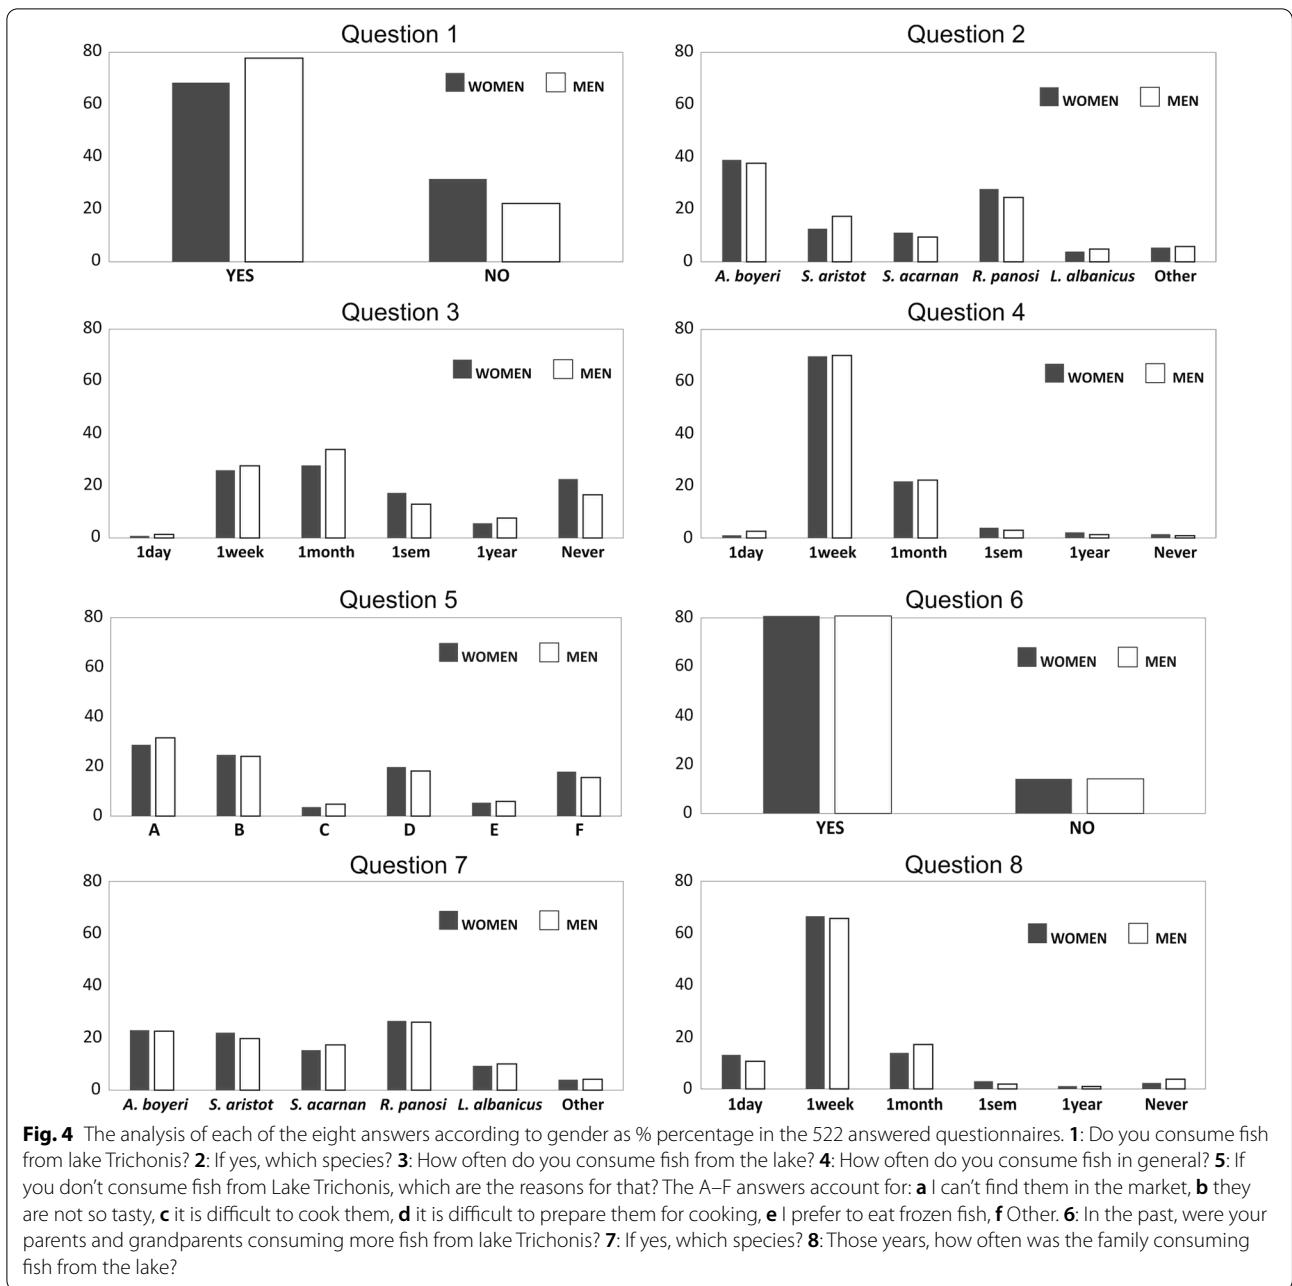 Question 1
80
60
40
20
0
WOMEN MEN
YES NO
Question 2
80
60
40
20
0
WOMEN MEN
A. boyeri S. aristot S. acarnan R. panosi L. albanicus Other
Question 3
80
60
40
20
0
WOMEN MEN
1day 1week 1month 1sem 1year Never
Question 4
80
60
40
20
0
WOMEN MEN
1day 1week 1month 1sem 1year Never
Question 5
80
60
40
20
0
WOMEN MEN
A B C D E F
Question 6
80
60
40
20
0
WOMEN MEN
YES NO
Question 7
80
60
40
20
0
WOMEN MEN
A. boyeri S. aristot S. acarnan R. panosi L. albanicus Other
Question 8
80
60
40
20
0
WOMEN MEN
1day 1week 1month 1sem 1year Never
Fig. 4 The analysis of each of the eight answers according to gender as % percentage in the 522 answered questionnaires. 1: Do you consume fish
from lake Trichonis? 2: If yes, which species? 3: How often do you consume fish from the lake? 4: How often do you consume fish in general? 5: If
you don't consume fish from Lake Trichonis, which are the reasons for that? The A–F answers account for: a I can't find them in the market, b they
are not so tasty, c it is difficult to cook them, d it is difficult to prepare them for cooking, e I prefer to eat frozen fish, f Other. 6: In the past, were your
parents and grandparents consuming more fish from lake Trichonis? 7: If yes, which species? 8: Those years, how often was the family consuming
fish from the lake?